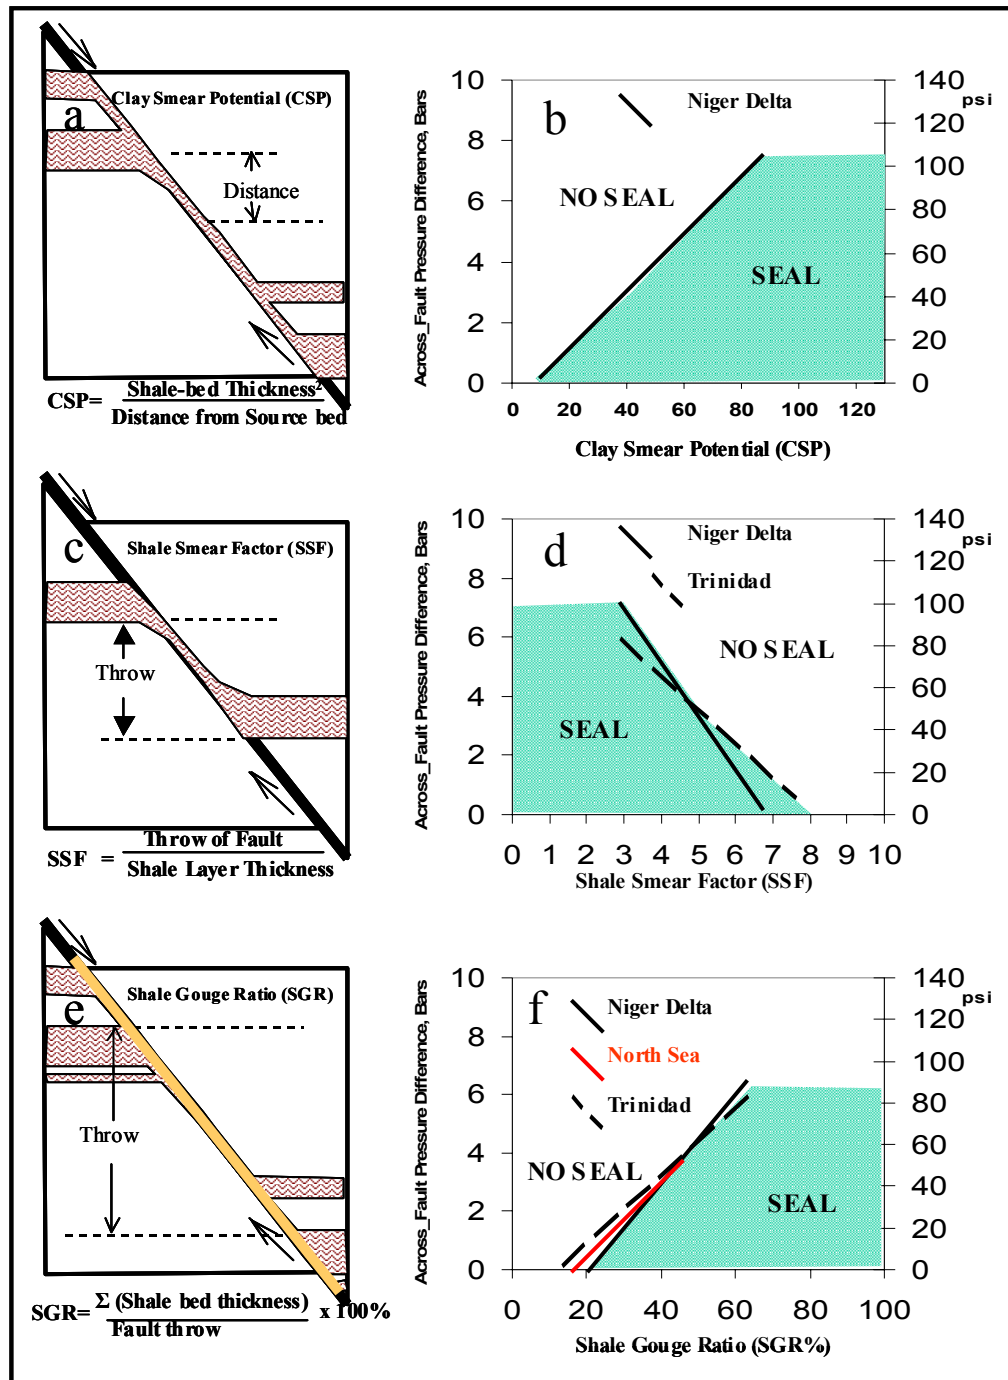 a
Clay Smear Potential (CSP)
Distance
CSP= Shale-bed Thickness²
Distance from Source bed
b
Across_Fault Pressure Difference, Bars
10
8
6
4
2
0
Niger Delta
NO SEAL
SEAL
140
120
100
80
60
40
20
0
psi
0 20 40 60 80 100 120
Clay Smear Potential (CSP)
c
Shale Smear Factor (SSF)
Throw
SSF = Throw of Fault
Shale Layer Thickness
d
Across_Fault Pressure Difference, Bars
10
8
6
4
2
0
Niger Delta
Trinidad
NO SEAL
SEAL
140
120
100
80
60
40
20
0
psi
0 1 2 3 4 5 6 7 8 9 10
Shale Smear Factor (SSF)
e
Shale Gouge Ratio (SGR)
Throw
SGR= Σ (Shale bed thickness) x 100%
Fault throw
f
Across_Fault Pressure Difference, Bars
10
8
6
4
2
0
Niger Delta
North Sea
Trinidad
NO SEAL
SEAL
140
120
100
80
60
40
20
0
psi
0 20 40 60 80 100
Shale Gouge Ratio (SGR%)